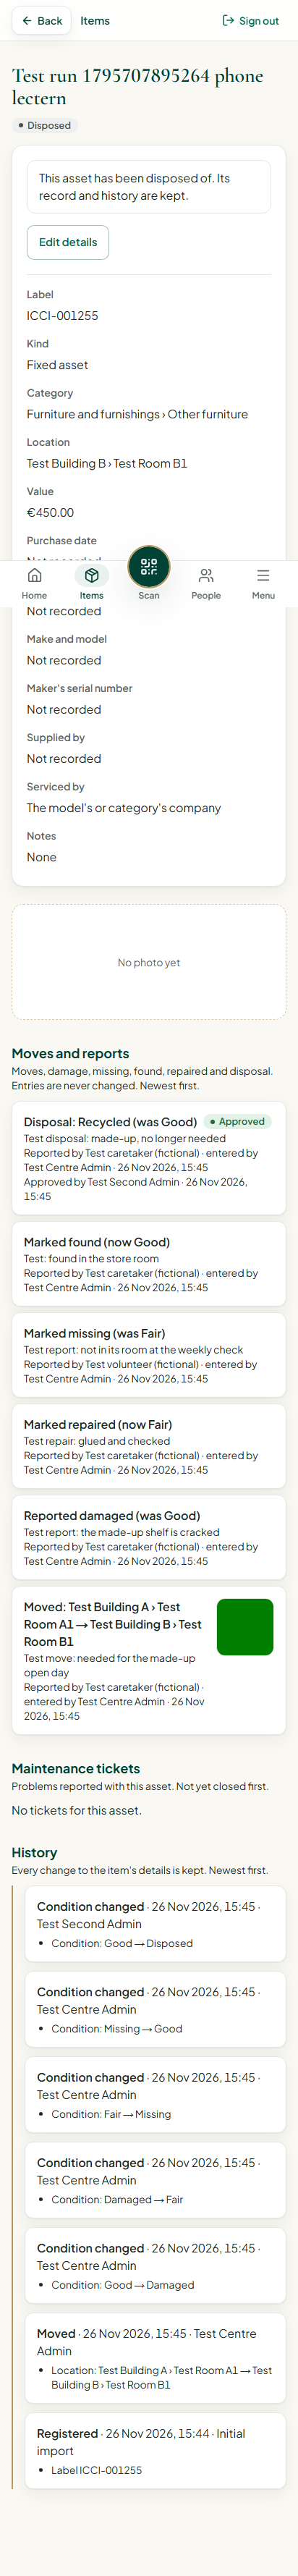 Back
Items
Sign out
Test run 1795707895264 phone
lectern
Disposed
This asset has been disposed of. Its
record and history are kept.
Edit details
Label
ICCI-001255
Kind
Fixed asset
Category
Furniture and furnishings › Other furniture
Location
Test Building B › Test Room B1
Value
€450.00
Purchase date
Home
Items
Scan
People
Menu
Not recorded
Make and model
Not recorded
Maker's serial number
Not recorded
Supplied by
Not recorded
Serviced by
The model's or category's company
Notes
None
No photo yet
Moves and reports
Moves, damage, missing, found, repaired and disposal.
Entries are never changed. Newest first.
Disposal: Recycled (was Good)
Approved
Test disposal: made-up, no longer needed
Reported by Test caretaker (fictional) · entered by
Test Centre Admin · 26 Nov 2026, 15:45
Approved by Test Second Admin · 26 Nov 2026,
15:45
Marked found (now Good)
Test: found in the store room
Reported by Test caretaker (fictional) · entered by
Test Centre Admin · 26 Nov 2026, 15:45
Marked missing (was Fair)
Test report: not in its room at the weekly check
Reported by Test volunteer (fictional) · entered by
Test Centre Admin · 26 Nov 2026, 15:45
Marked repaired (now Fair)
Test repair: glued and checked
Reported by Test caretaker (fictional) · entered by
Test Centre Admin · 26 Nov 2026, 15:45
Reported damaged (was Good)
Test report: the made-up shelf is cracked
Reported by Test caretaker (fictional) · entered by
Test Centre Admin · 26 Nov 2026, 15:45
Moved: Test Building A › Test
Room A1 → Test Building B › Test
Room B1
Test move: needed for the made-up
open day
Reported by Test caretaker (fictional) ·
entered by Test Centre Admin · 26 Nov
2026, 15:45
Maintenance tickets
Problems reported with this asset. Not yet closed first.
No tickets for this asset.
History
Every change to the item's details is kept. Newest first.
Condition changed · 26 Nov 2026, 15:45 ·
Test Second Admin
• Condition: Good → Disposed
Condition changed · 26 Nov 2026, 15:45 ·
Test Centre Admin
• Condition: Missing → Good
Condition changed · 26 Nov 2026, 15:45 ·
Test Centre Admin
• Condition: Fair → Missing
Condition changed · 26 Nov 2026, 15:45 ·
Test Centre Admin
• Condition: Damaged → Fair
Condition changed · 26 Nov 2026, 15:45 ·
Test Centre Admin
• Condition: Good → Damaged
Moved · 26 Nov 2026, 15:45 · Test Centre
Admin
• Location: Test Building A › Test Room A1 → Test
Building B › Test Room B1
Registered · 26 Nov 2026, 15:44 · Initial
import
• Label ICCI-001255